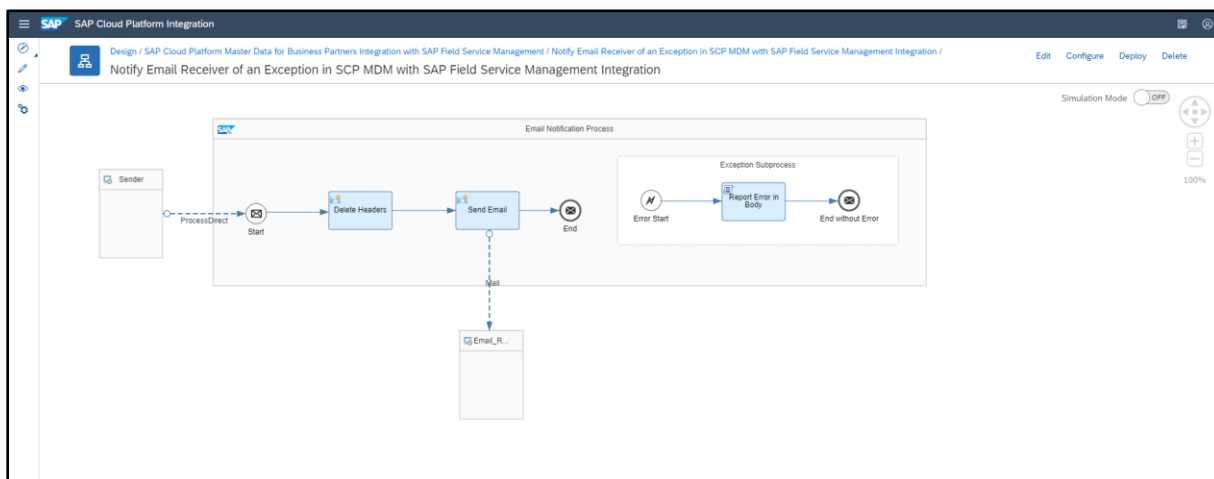 SAP SAP Cloud Platform Integration
Design / SAP Cloud Platform Master Data for Business Partners Integration with SAP Field Service Management / Notify Email Receiver of an Exception in SCP MDM with SAP Field Service Management Integration /
Notify Email Receiver of an Exception in SCP MDM with SAP Field Service Management Integration
Edit Configure Deploy Delete
Simulation Mode OFF
100%
SAP Email Notification Process
Sender
ProcessDirect
Start
Delete Headers
Send Email
End
Exception Subprocess
Error Start
Report Error in
Body
End without Error
Mail
Email_R...